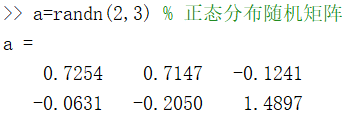 >> a=randn(2,3) % 正态分布随机矩阵
a =
0.7254 0.7147 -0.1241
-0.0631 -0.2050 1.4897